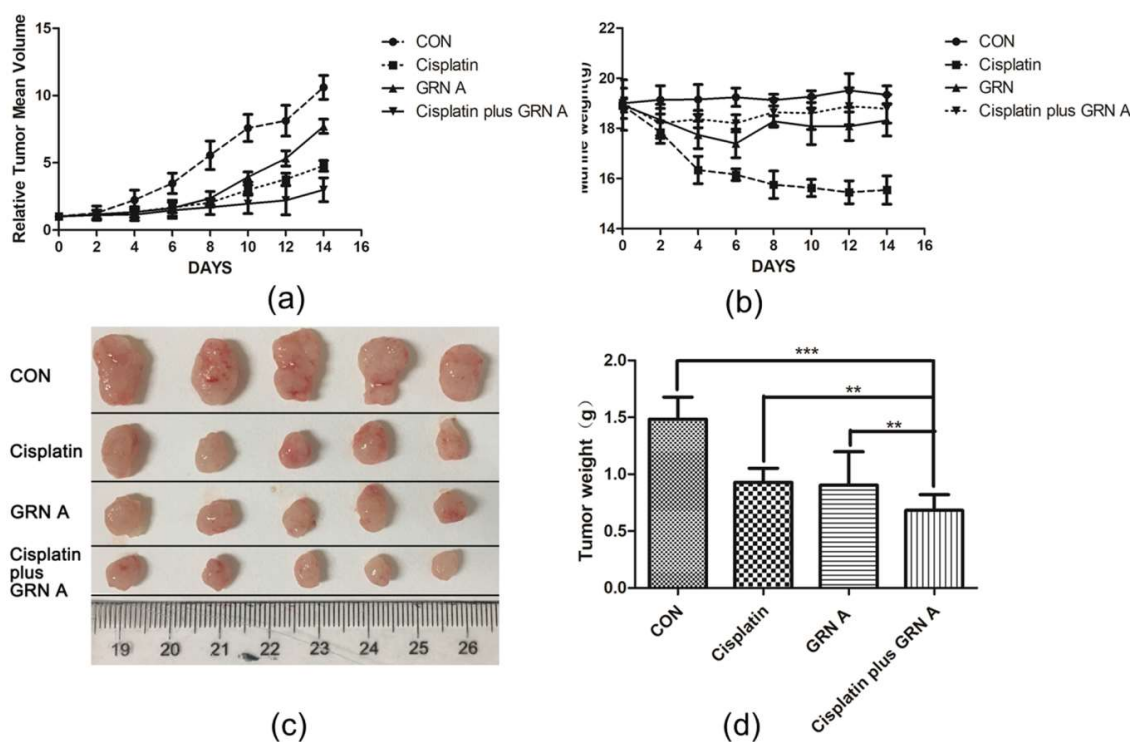 (a)
Relative Tumor Mean Volume
15
10
5
0
0 2 4 6 8 10 12 14 16
DAYS
CON
Cisplatin
GRN A
Cisplatin plus GRN A
(b)
weight(g)
22
20
18
16
14
0 2 4 6 8 10 12 14 16
DAYS
CON
Cisplatin
GRN
Cisplatin plus GRN A
(a)
(b)
CON
Cisplatin
GRN A
Cisplatin
plus
GRN A
19 20 21 22 23 24 25 26
(c)
Tumor weight（g）
2.0
1.5
1.0
0.5
0.0
***
**
**
CON
Cisplatin
GRN A
Cisplatin plus GRN A
(d)